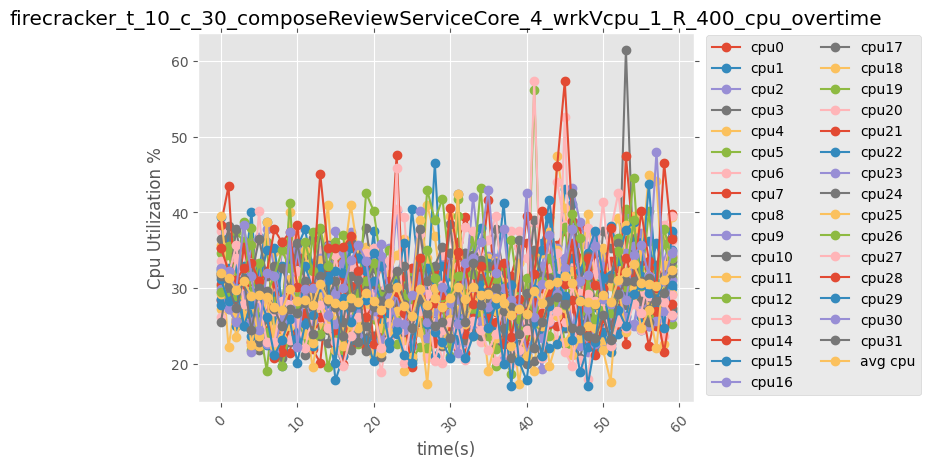 firecracker_t_10_c_30_composeReviewServiceCore_4_wrkVcpu_1_R_400_cpu_overtime
Cpu Utilization %
60
50
40
30
20
0
10
20
30
40
50
60
time(s)
cpu0
cpu1
cpu2
cpu3
cpu4
cpu5
cpu6
cpu7
cpu8
cpu9
cpu10
cpu11
cpu12
cpu13
cpu14
cpu15
cpu16
cpu17
cpu18
cpu19
cpu20
cpu21
cpu22
cpu23
cpu24
cpu25
cpu26
cpu27
cpu28
cpu29
cpu30
cpu31
avg cpu